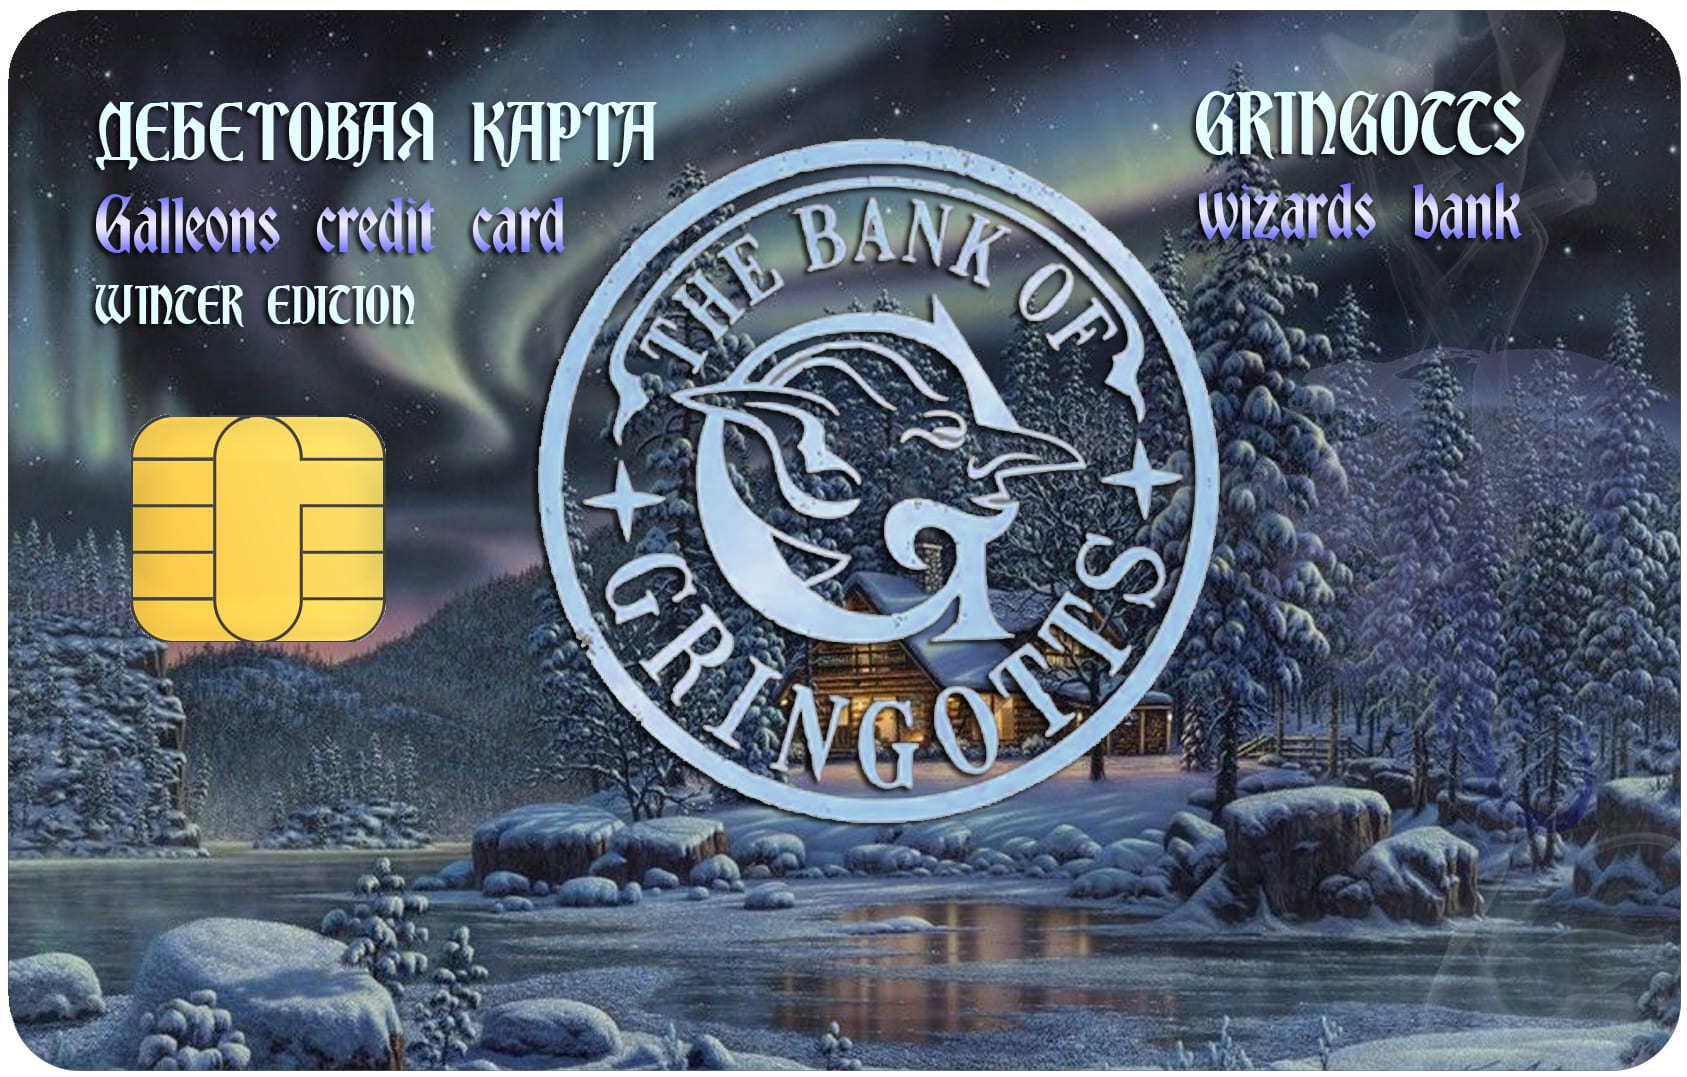 ДЕБЕТОВАЯ КАРТА
Galleons credit card
WINTER EDITION
GRINGOTTS
wizards bank
THE BANK OF
GRINGOTTS